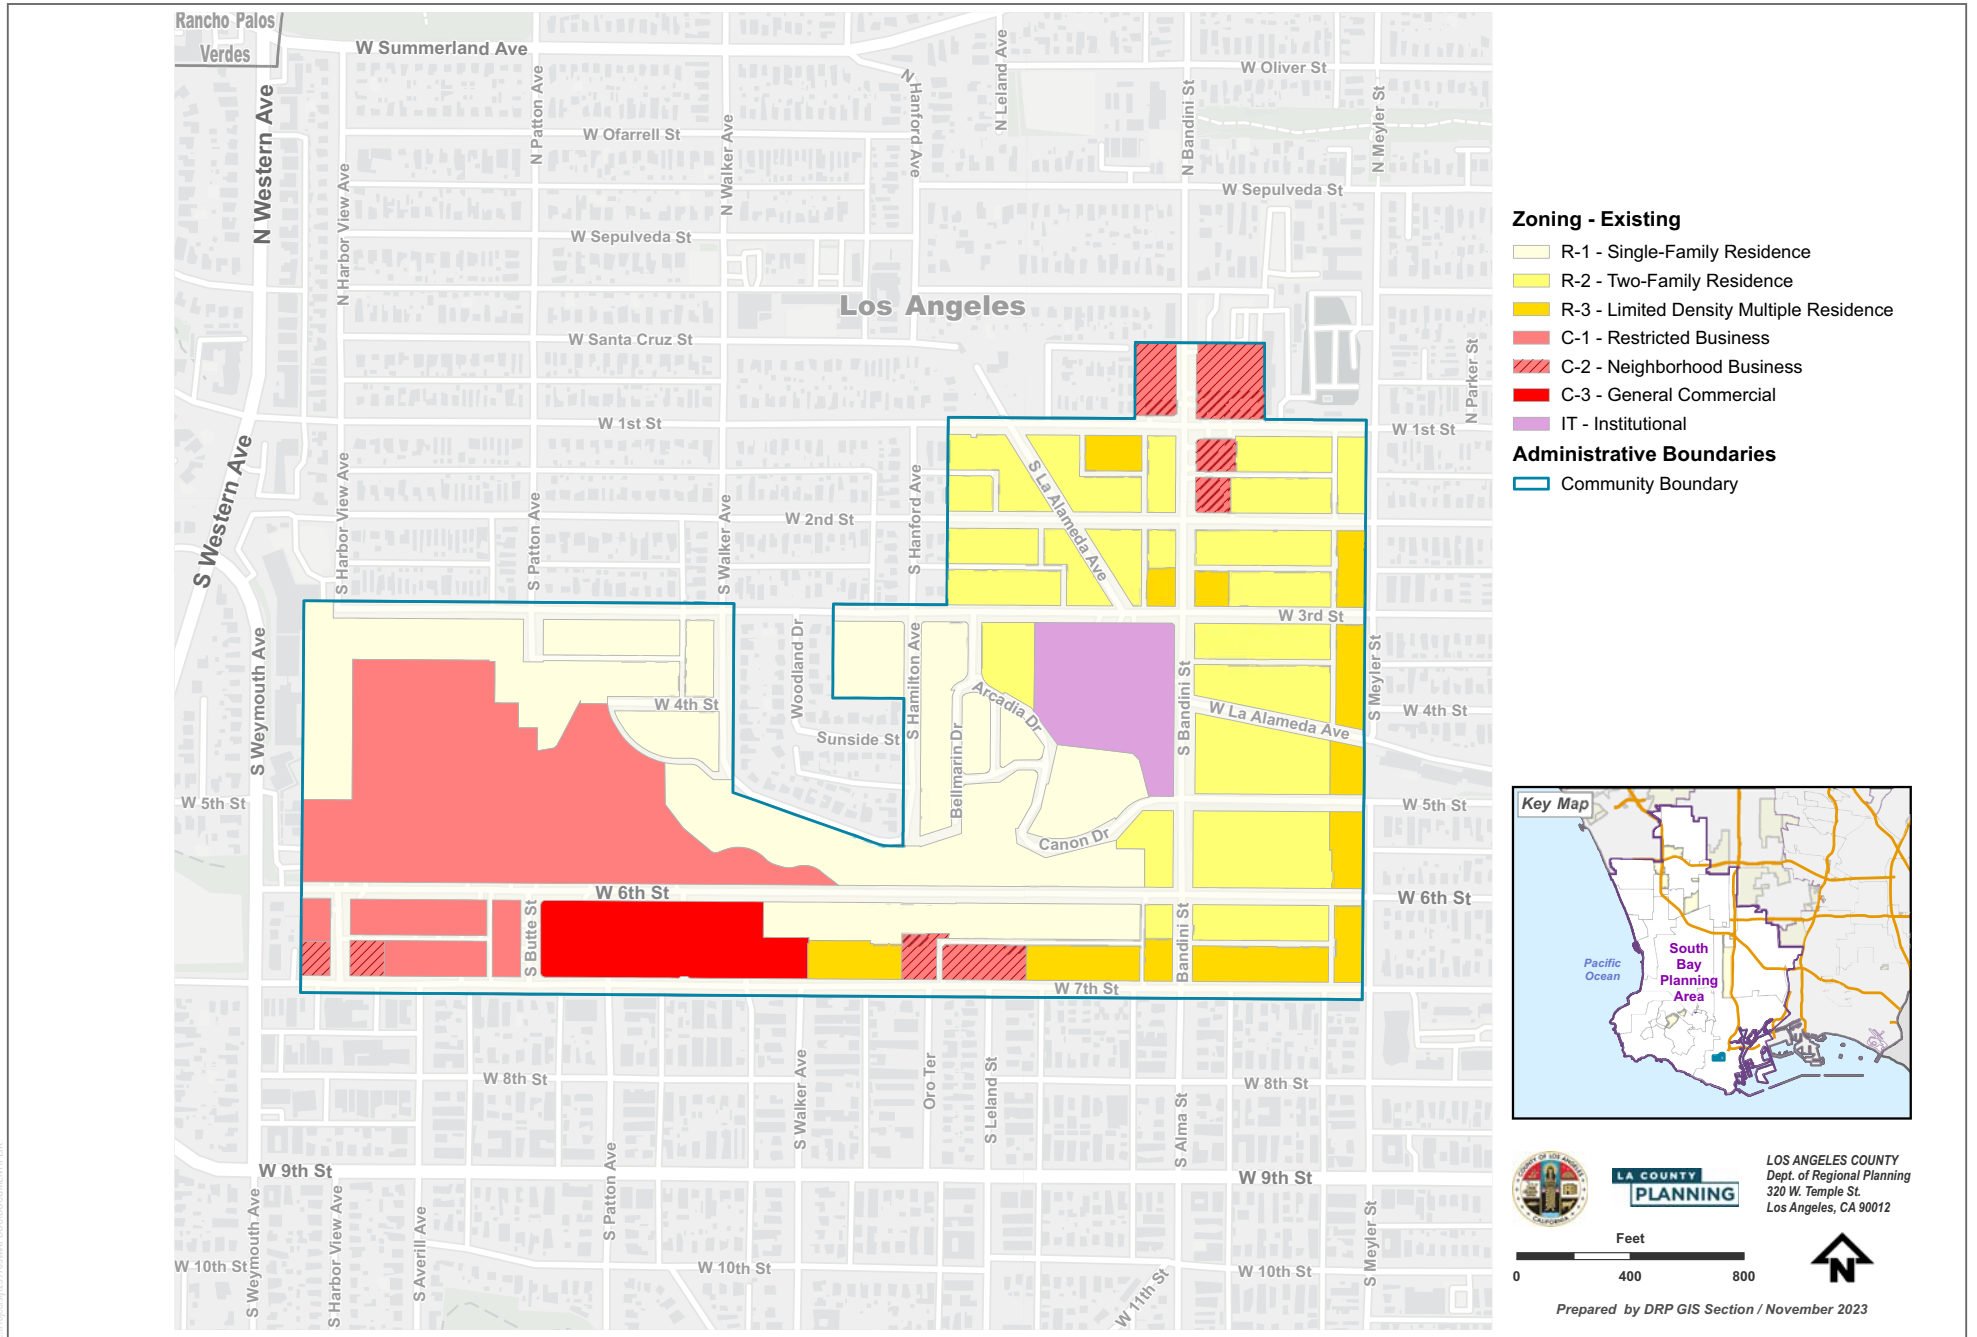 Rancho Palos
Verdes
W Summerland Ave
N Western Ave
N Harbor View Ave
N Patton Ave
W Ofarrell St
N Walker Ave
N Hanford Ave
N Leland Ave
W Oliver St
N Bandini St
N Meyler St
W Sepulveda St
W Sepulveda St
Los Angeles
W Santa Cruz St
N Parker St
W 1st St
W 1st St
S Western Ave
S Harbor View Ave
S Patton Ave
S Walker Ave
W 2nd St
S Hanford Ave
S La Alameda Ave
W 3rd St
S Weymouth Ave
Woodland Dr
S Hamilton Ave
Arcadia Dr
S Bandini St
S Meyler St
W 4th St
W 4th St
W La Alameda Ave
Sunside St
Bellmarin Dr
W 5th St
W 5th St
Canon Dr
W 6th St
W 6th St
S Butte St
Bandini St
W 7th St
W 8th St
W 8th St
S Walker Ave
Oro Ter
S Leland St
S Alma St
W 9th St
W 9th St
S Weymouth Ave
S Harbor View Ave
S Averill Ave
S Patton Ave
S Meyler St
W 10th St
W 10th St
W 10th St
W 11th St
Zoning - Existing
R-1 - Single-Family Residence
R-2 - Two-Family Residence
R-3 - Limited Density Multiple Residence
C-1 - Restricted Business
C-2 - Neighborhood Business
C-3 - General Commercial
IT - Institutional
Administrative Boundaries
Community Boundary
Key Map
Pacific
Ocean
South
Bay
Planning
Area
COUNTY OF LOS ANGELES
CALIFORNIA
LA COUNTY
PLANNING
LOS ANGELES COUNTY
Dept. of Regional Planning
320 W. Temple St.
Los Angeles, CA 90012
Feet
0 400 800
N
Prepared by DRP GIS Section / November 2023